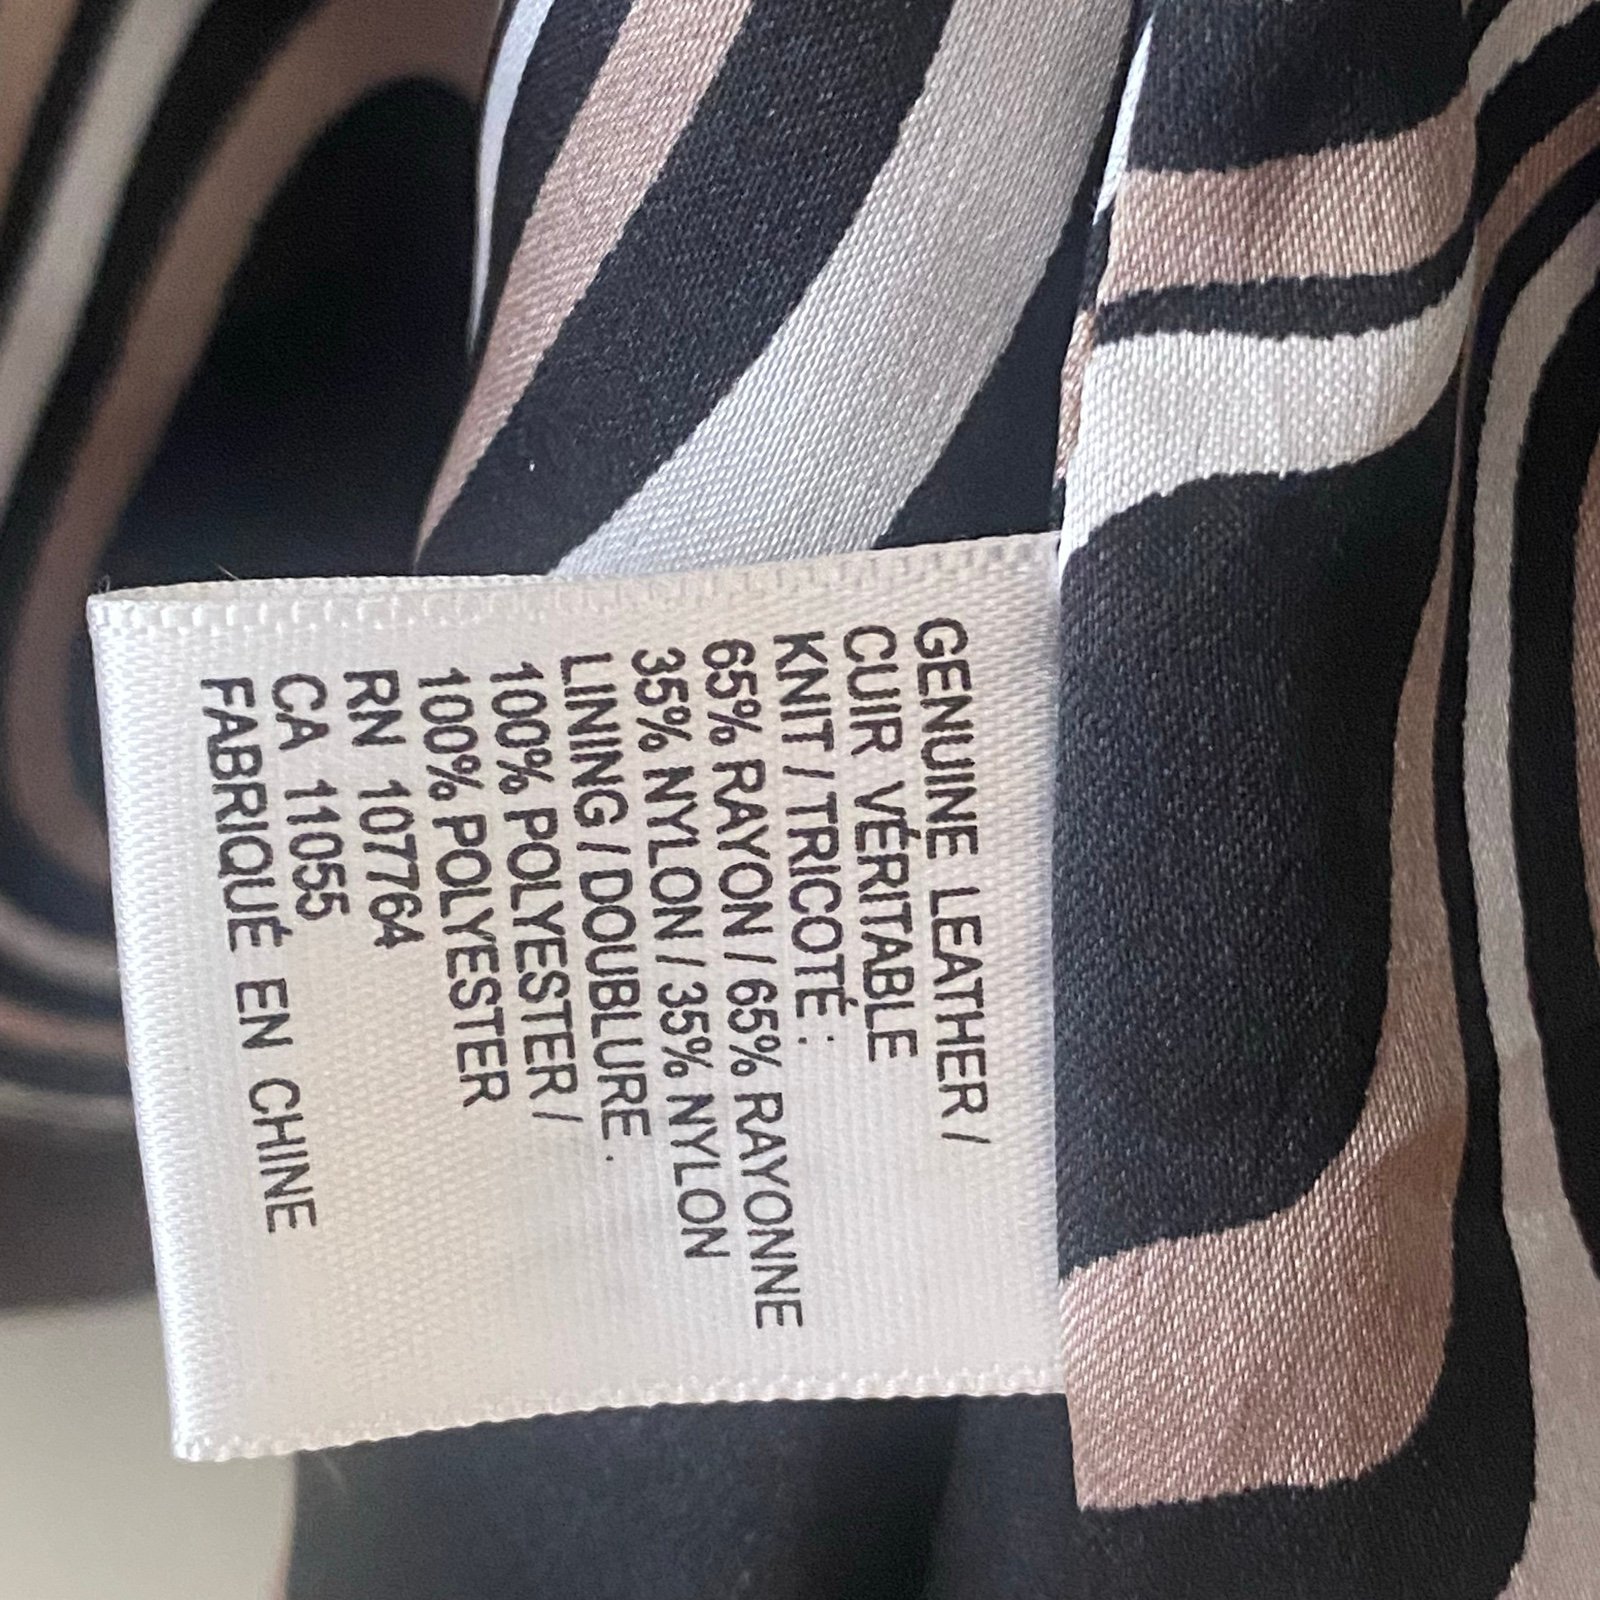 GENUINE LEATHER /
CUIR VÉRITABLE
KNIT / TRICOTÉ :
65% RAYON / 65% RAYONNE
35% NYLON / 35% NYLON
LINING / DOUBLURE :
100% POLYESTER /
100% POLYESTER
RN 107764
CA 11055
FABRIQUÉ EN CHINE